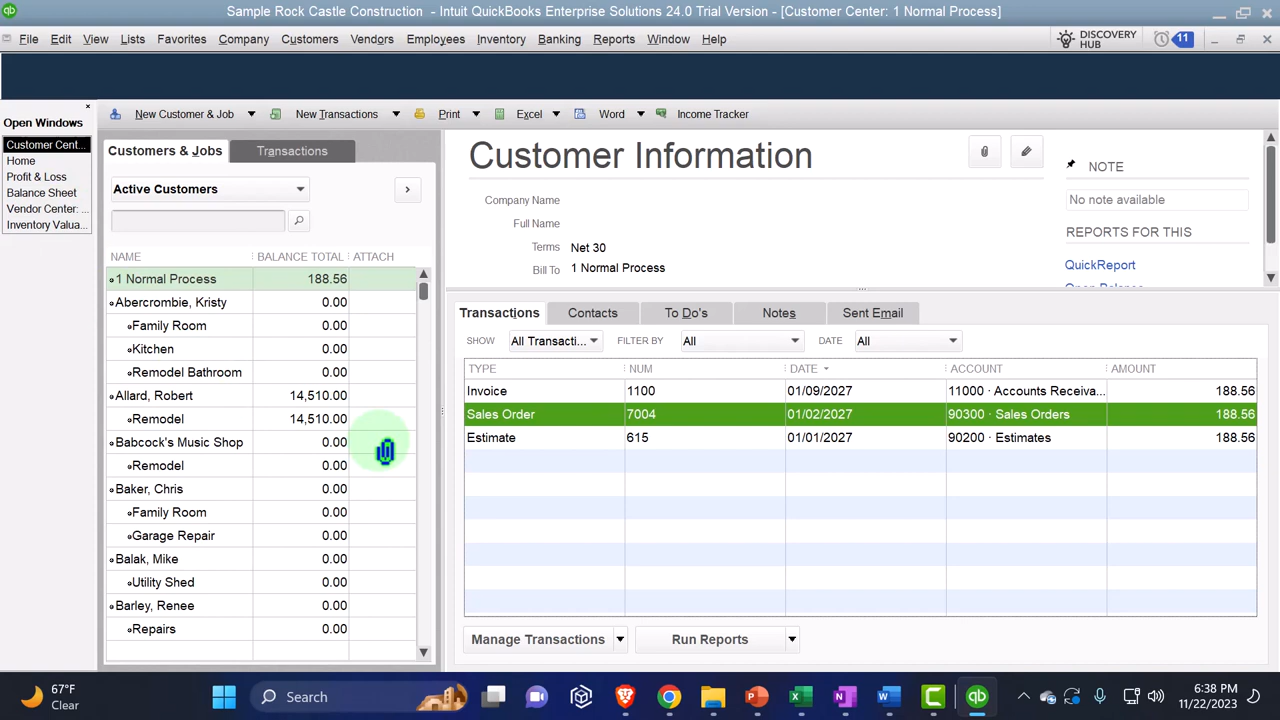 Sample Rock Castle Construction - Intuit QuickBooks Enterprise Solutions 24.0 Trial Version - [Customer Center: 1 Normal Process]
File Edit View Lists Favorites Company Customers Vendors Employees Inventory Banking Reports Window Help
DISCOVERY HUB 11
New Customer & Job New Transactions Print Excel Word Income Tracker
Open Windows
Customer Cent...
Home
Profit & Loss
Balance Sheet
Vendor Center: ...
Inventory Valua...
Customers & Jobs Transactions
Active Customers
NAME BALANCE TOTAL ATTACH
1 Normal Process 188.56
Abercrombie, Kristy 0.00
Family Room 0.00
Kitchen 0.00
Remodel Bathroom 0.00
Allard, Robert 14,510.00
Remodel 14,510.00
Babcock's Music Shop 0.00
Remodel 0.00
Baker, Chris 0.00
Family Room 0.00
Garage Repair 0.00
Balak, Mike 0.00
Utility Shed 0.00
Barley, Renee 0.00
Repairs 0.00
Customer Information
Company Name
Full Name
Terms Net 30
Bill To 1 Normal Process
NOTE
No note available
REPORTS FOR THIS
QuickReport
Open Balance
Transactions Contacts To Do's Notes Sent Email
SHOW All Transacti... FILTER BY All DATE All
TYPE NUM DATE ACCOUNT AMOUNT
Invoice 1100 01/09/2027 11000 · Accounts Receiva... 188.56
Sales Order 7004 01/02/2027 90300 · Sales Orders 188.56
Estimate 615 01/01/2027 90200 · Estimates 188.56
Manage Transactions Run Reports
67°F
Clear
Search
6:38 PM
11/22/2023